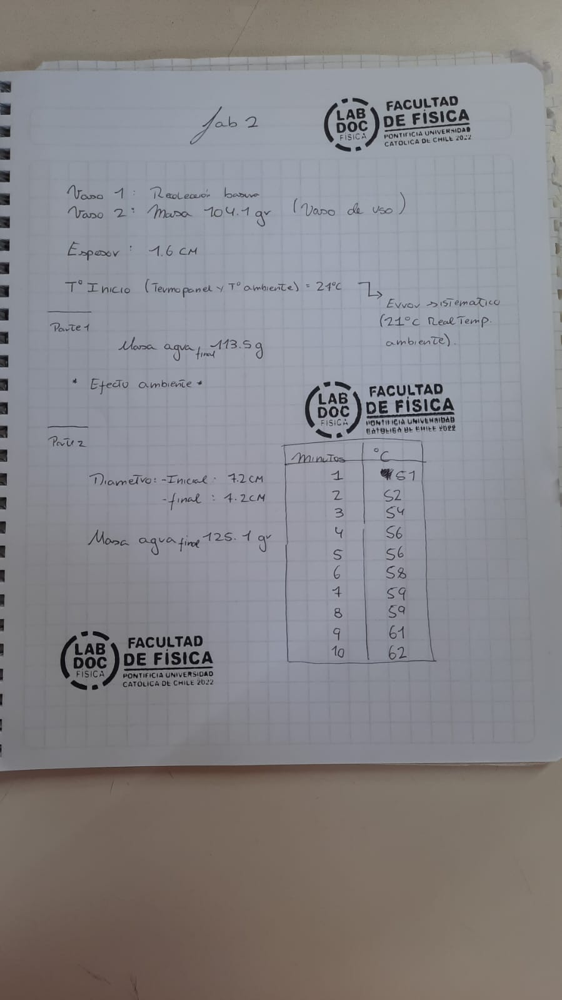 Lab 2
LAB
DOC
FÍSICA
FACULTAD
DE FÍSICA
PONTIFICIA UNIVERSIDAD
CATÓLICA DE CHILE 2022
Vaso 1: Recolección basura
Vaso 2: Masa 104.1 gr (Vaso de uso)
Espesor: 1.6 CM
T° Inicio (Termopanel y T° ambiente) = 27°C
Error sistematico
(21°C Real Temp.
ambiente).
Parte 1
Masa agua final 113.5g
* Efecto ambiente *
LAB
DOC
FÍSICA
FACULTAD
DE FÍSICA
PONTIFICIA UNIVERSIDAD
CATÓLICA DE CHILE 2022
Parte 2
Diametro: -Inicial: 7.2 CM
-final: 7.2 CM
Masa agua final 125.1 gr
Minutos °C
1 51
2 52
3 54
4 56
5 56
6 58
7 59
8 59
9 61
10 62
LAB
DOC
FÍSICA
FACULTAD
DE FÍSICA
PONTIFICIA UNIVERSIDAD
CATÓLICA DE CHILE 2022